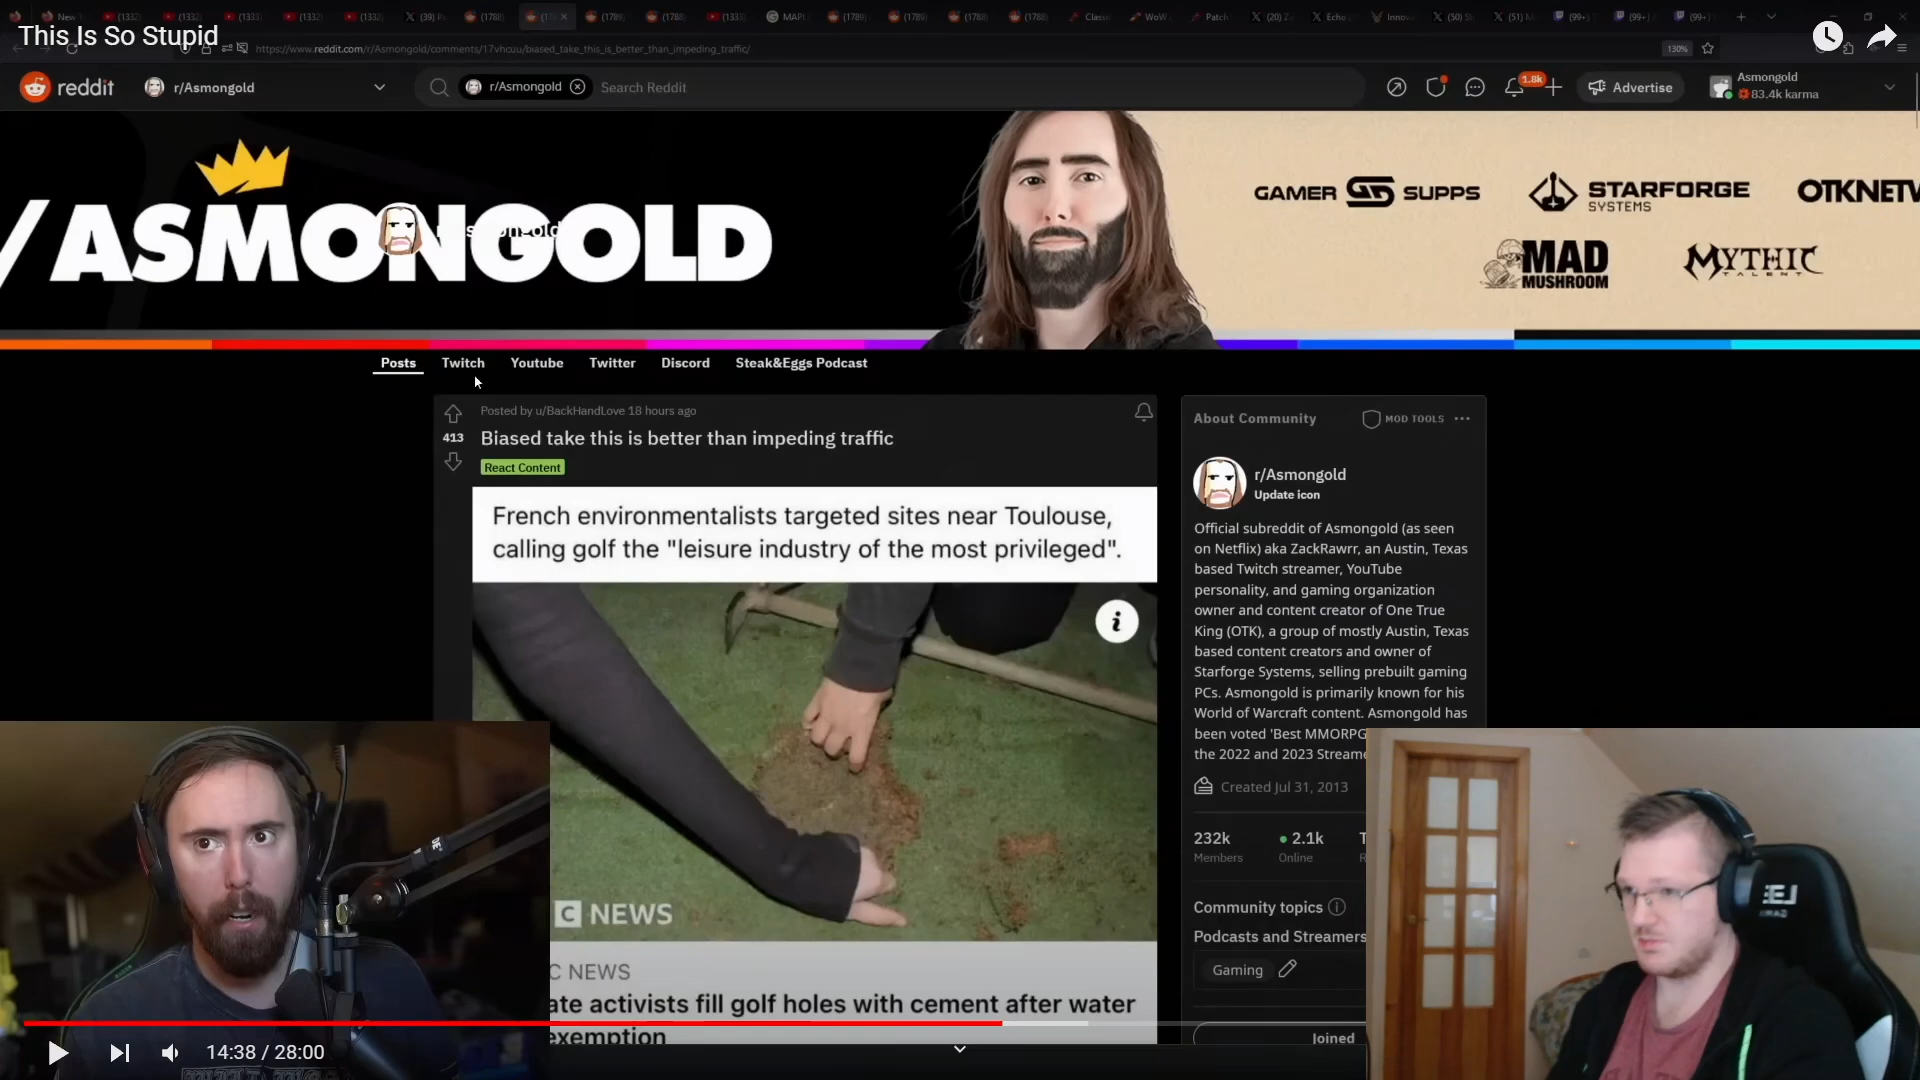 This Is So Stupid
https://www.reddit.com/r/Asmongold/comments/17vhcuu/biased_take_this_is_better_than_impeding_traffic/
130%
reddit
r/Asmongold
r/Asmongold
Search Reddit
1.8k
Advertise
Asmongold
83.4k karma
/ASMONGOLD
GAMER SUPPS
STARFORGE
SYSTEMS
OTKNETW
MAD
MUSHROOM
MYTHIC
TALENT
Posts
Twitch
Youtube
Twitter
Discord
Steak&Eggs Podcast
Posted by u/BackHandLove 18 hours ago
413
Biased take this is better than impeding traffic
React Content
French environmentalists targeted sites near Toulouse,
calling golf the "leisure industry of the most privileged".
C NEWS
C NEWS
ate activists fill golf holes with cement after water
exemption
About Community
MOD TOOLS
r/Asmongold
Update icon
Official subreddit of Asmongold (as seen
on Netflix) aka ZackRawrr, an Austin, Texas
based Twitch streamer, YouTube
personality, and gaming organization
owner and content creator of One True
King (OTK), a group of mostly Austin, Texas
based content creators and owner of
Starforge Systems, selling prebuilt gaming
PCs. Asmongold is primarily known for his
World of Warcraft content. Asmongold has
been voted 'Best MMORPG
the 2022 and 2023 Streame
Created Jul 31, 2013
232k
Members
2.1k
Online
Community topics
Podcasts and Streamers
Gaming
Joined
14:38 / 28:00